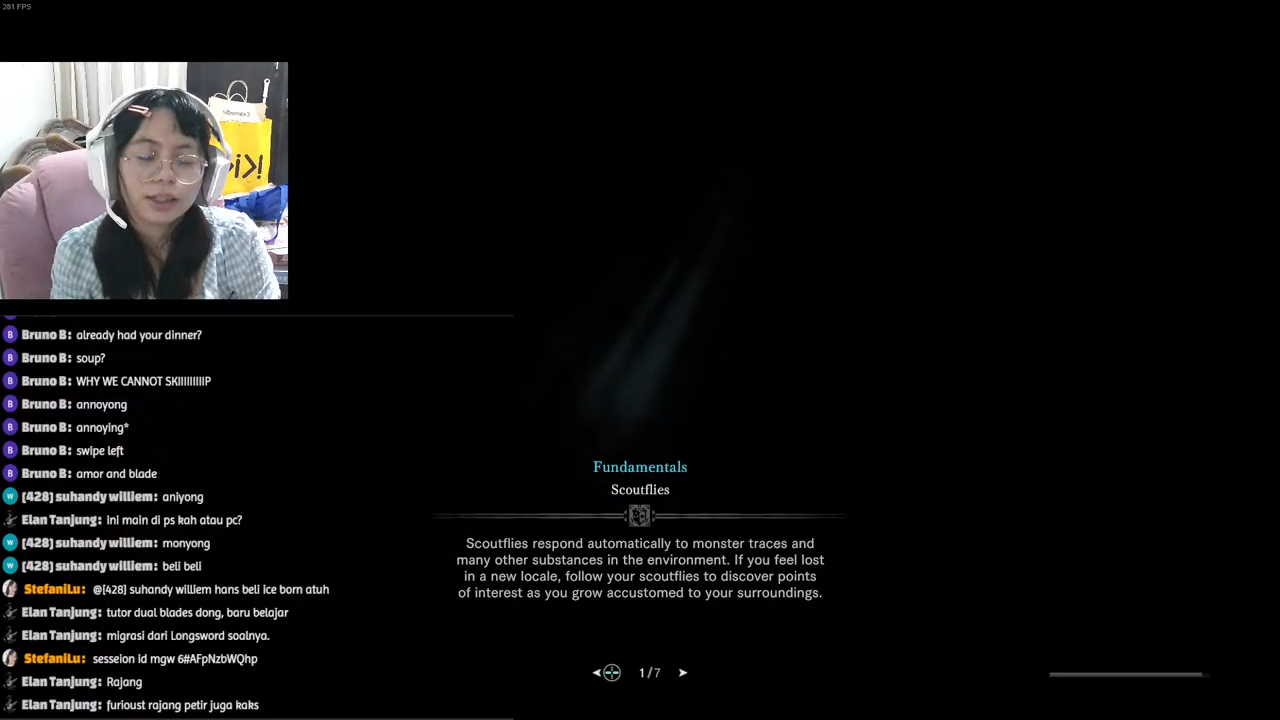 281 FPS
Bruno B: already had your dinner?
Bruno B: soup?
Bruno B: WHY WE CANNOT SKIIIIIIIIIP
Bruno B: annoyong
Bruno B: annoying*
Bruno B: swipe left
Bruno B: amor and blade
[428] suhandy williem: aniyong
Elan Tanjung: ini main di ps kah atau pc?
[428] suhandy williem: monyong
[428] suhandy williem: beli beli
StefaniLu: @[428] suhandy williem hans beli ice born atuh
Elan Tanjung: tutor dual blades dong, baru belajar
Elan Tanjung: migrasi dari Longsword soalnya.
StefaniLu: sesseion id mgw 6#AFpNzbWQhp
Elan Tanjung: Rajang
Elan Tanjung: furioust rajang petir juga kaks
Fundamentals
Scoutflies
Scoutflies respond automatically to monster traces and
many other substances in the environment. If you feel lost
in a new locale, follow your scoutflies to discover points
of interest as you grow accustomed to your surroundings.
1/7